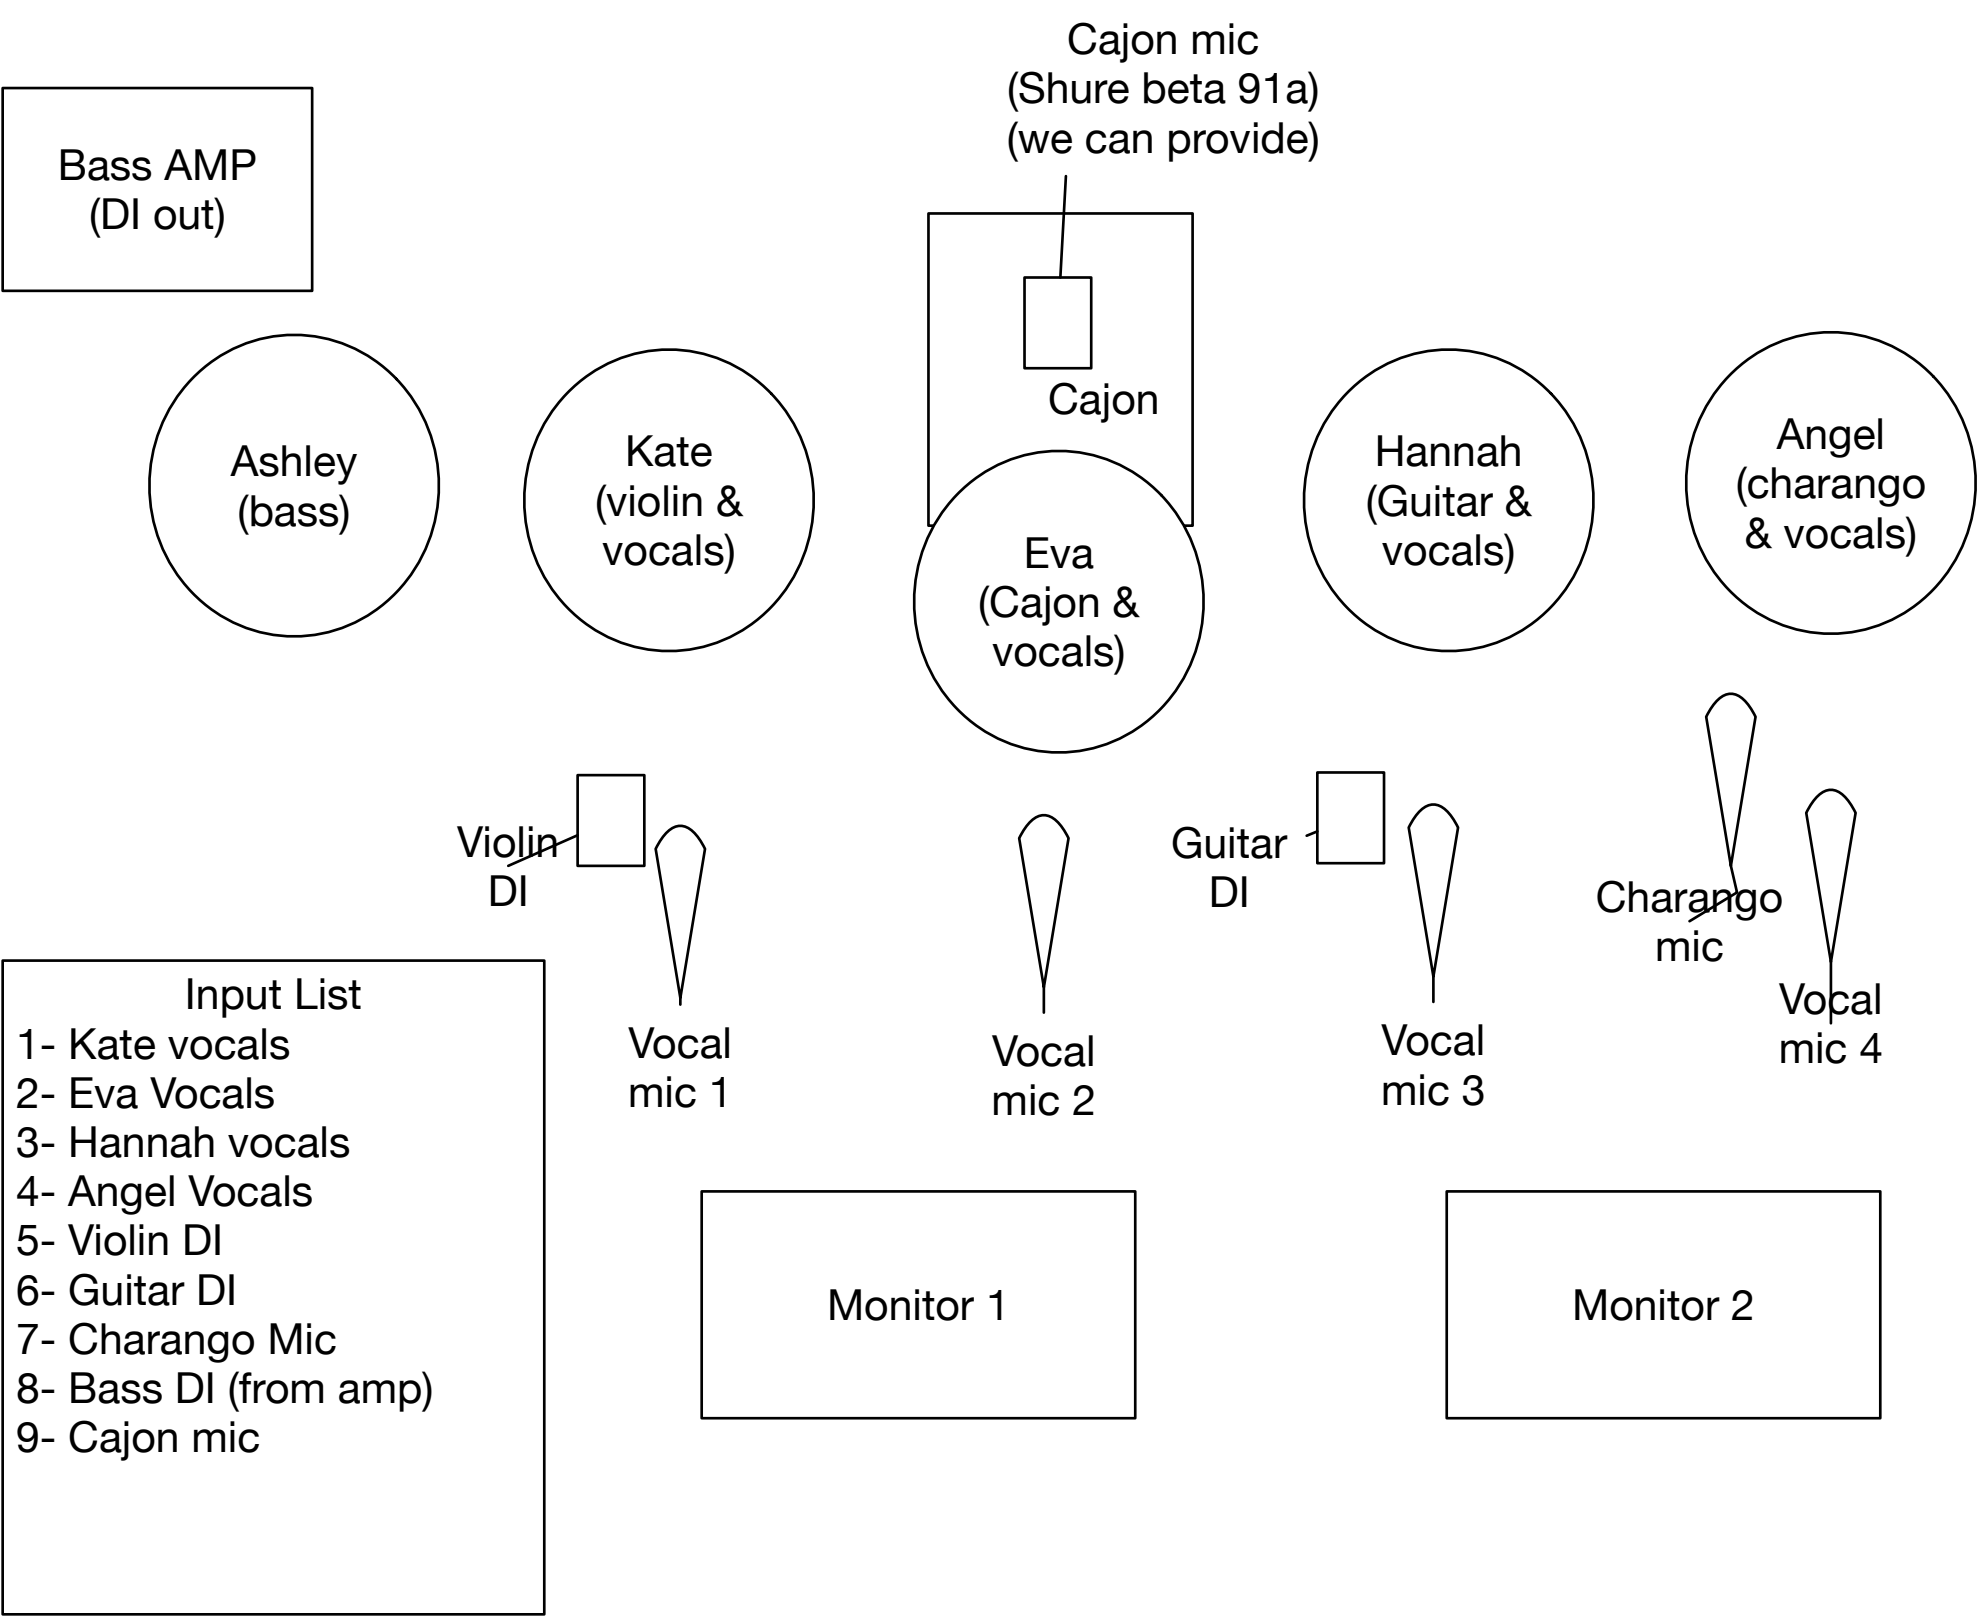 Cajon mic
(Shure beta 91a)
(we can provide)
Bass AMP
(DI out)
Cajon
Ashley
(bass)
Kate
(violin &
vocals)
Eva
(Cajon &
vocals)
Hannah
(Guitar &
vocals)
Angel
(charango
& vocals)
Violin
DI
Guitar
DI
Charango
mic
Vocal
mic 1
Vocal
mic 2
Vocal
mic 3
Vocal
mic 4
Input List
1- Kate vocals
2- Eva Vocals
3- Hannah vocals
4- Angel Vocals
5- Violin DI
6- Guitar DI
7- Charango Mic
8- Bass DI (from amp)
9- Cajon mic
Monitor 1
Monitor 2